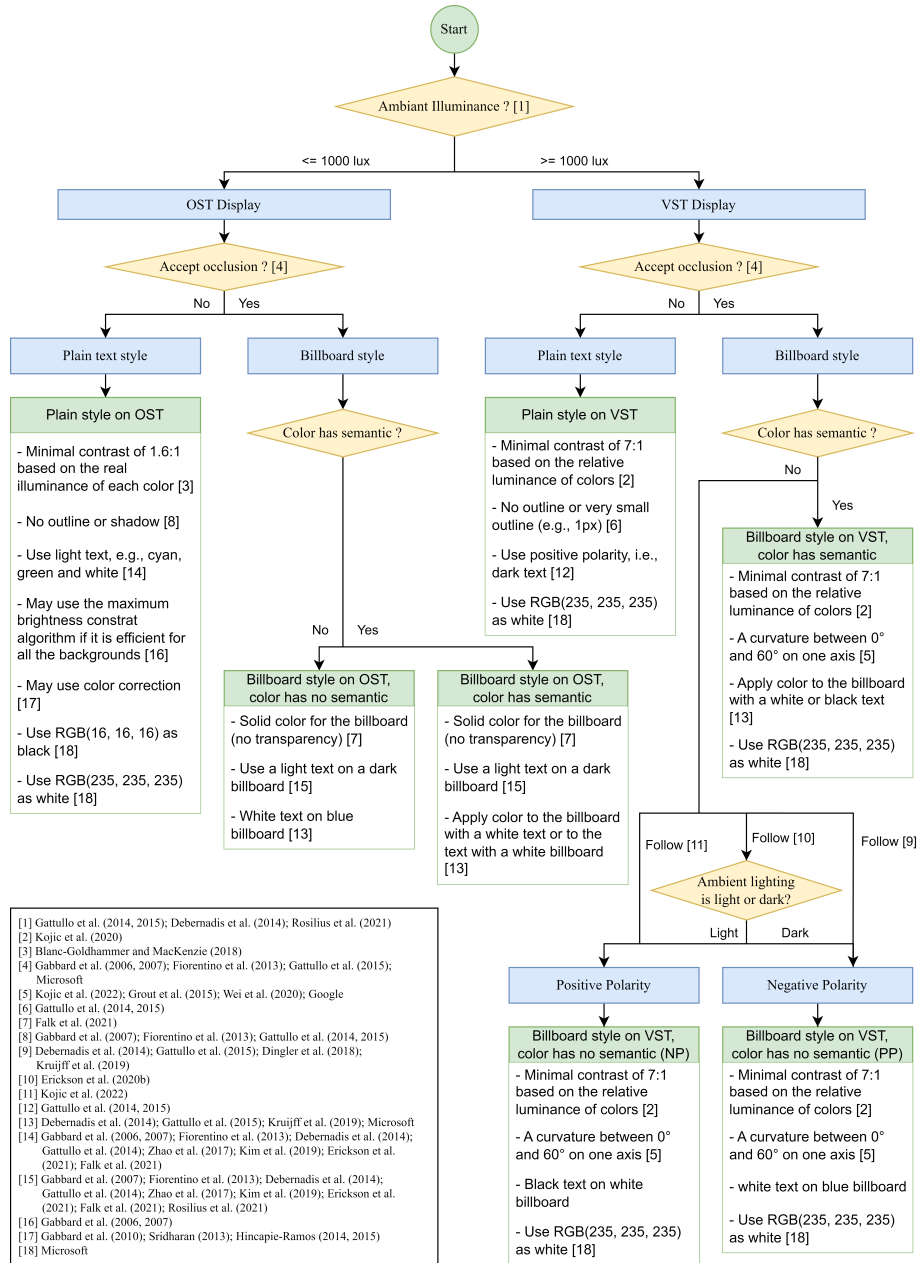 Start
Ambiant Illuminance ? [1]
<= 1000 lux
>= 1000 lux
OST Display
VST Display
Accept occlusion ? [4]
Accept occlusion ? [4]
No
Yes
No
Yes
Plain text style
Billboard style
Plain text style
Billboard style
Plain style on OST
- Minimal contrast of 1.6:1
based on the real
illuminance of each color [3]
- No outline or shadow [8]
- Use light text, e.g., cyan,
green and white [14]
- May use the maximum
brightness constrat
algorithm if it is efficient for
all the backgrounds [16]
- May use color correction
[17]
- Use RGB(16, 16, 16) as
black [18]
- Use RGB(235, 235, 235)
as white [18]
Color has semantic ?
No
Yes
Billboard style on OST,
color has no semantic
- Solid color for the billboard
(no transparency) [7]
- Use a light text on a dark
billboard [15]
- White text on blue
billboard [13]
Billboard style on OST,
color has semantic
- Solid color for the billboard
(no transparency) [7]
- Use a light text on a dark
billboard [15]
- Apply color to the billboard
with a white text or to the
text with a white billboard
[13]
Plain style on VST
- Minimal contrast of 7:1
based on the relative
luminance of colors [2]
- No outline or very small
outline (e.g., 1px) [6]
- Use positive polarity, i.e.,
dark text [12]
- Use RGB(235, 235, 235)
as white [18]
Color has semantic ?
No
Yes
Billboard style on VST,
color has semantic
- Minimal contrast of 7:1
based on the relative
luminance of colors [2]
- A curvature between 0°
and 60° on one axis [5]
- Apply color to the billboard
with a white or black text
[13]
- Use RGB(235, 235, 235)
as white [18]
Follow [11]
Follow [10]
Follow [9]
Ambient lighting
is light or dark?
Light
Dark
Positive Polarity
Negative Polarity
Billboard style on VST,
color has no semantic (NP)
- Minimal contrast of 7:1
based on the relative
luminance of colors [2]
- A curvature between 0°
and 60° on one axis [5]
- Black text on white
billboard
- Use RGB(235, 235, 235)
as white [18]
Billboard style on VST,
color has no semantic (PP)
- Minimal contrast of 7:1
based on the relative
luminance of colors [2]
- A curvature between 0°
and 60° on one axis [5]
- white text on blue billboard
- Use RGB(235, 235, 235)
as white [18]
[1] Gattullo et al. (2014, 2015); Debernadis et al. (2014); Rosilius et al. (2021)
[2] Kojic et al. (2020)
[3] Blanc-Goldhammer and MacKenzie (2018)
[4] Gabbard et al. (2006, 2007); Fiorentino et al. (2013); Gattullo et al. (2015);
Microsoft
[5] Kojic et al. (2022); Grout et al. (2015); Wei et al. (2020); Google
[6] Gattullo et al. (2014, 2015)
[7] Falk et al. (2021)
[8] Gabbard et al. (2007); Fiorentino et al. (2013); Gattullo et al. (2014, 2015)
[9] Debernadis et al. (2014); Gattullo et al. (2015); Dingler et al. (2018);
Kruijff et al. (2019)
[10] Erickson et al. (2020b)
[11] Kojic et al. (2022)
[12] Gattullo et al. (2014, 2015)
[13] Debernadis et al. (2014); Gattullo et al. (2015); Kruijff et al. (2019); Microsoft
[14] Gabbard et al. (2006, 2007); Fiorentino et al. (2013); Debernadis et al. (2014);
Gattullo et al. (2014); Zhao et al. (2017); Kim et al. (2019); Erickson et al.
(2021); Falk et al. (2021)
[15] Gabbard et al. (2007); Fiorentino et al. (2013); Debernadis et al. (2014);
Gattullo et al. (2014); Zhao et al. (2017); Kim et al. (2019); Erickson et al.
(2021); Falk et al. (2021); Rosilius et al. (2021)
[16] Gabbard et al. (2006, 2007)
[17] Gabbard et al. (2010); Sridharan (2013); Hincapie-Ramos (2014, 2015)
[18] Microsoft